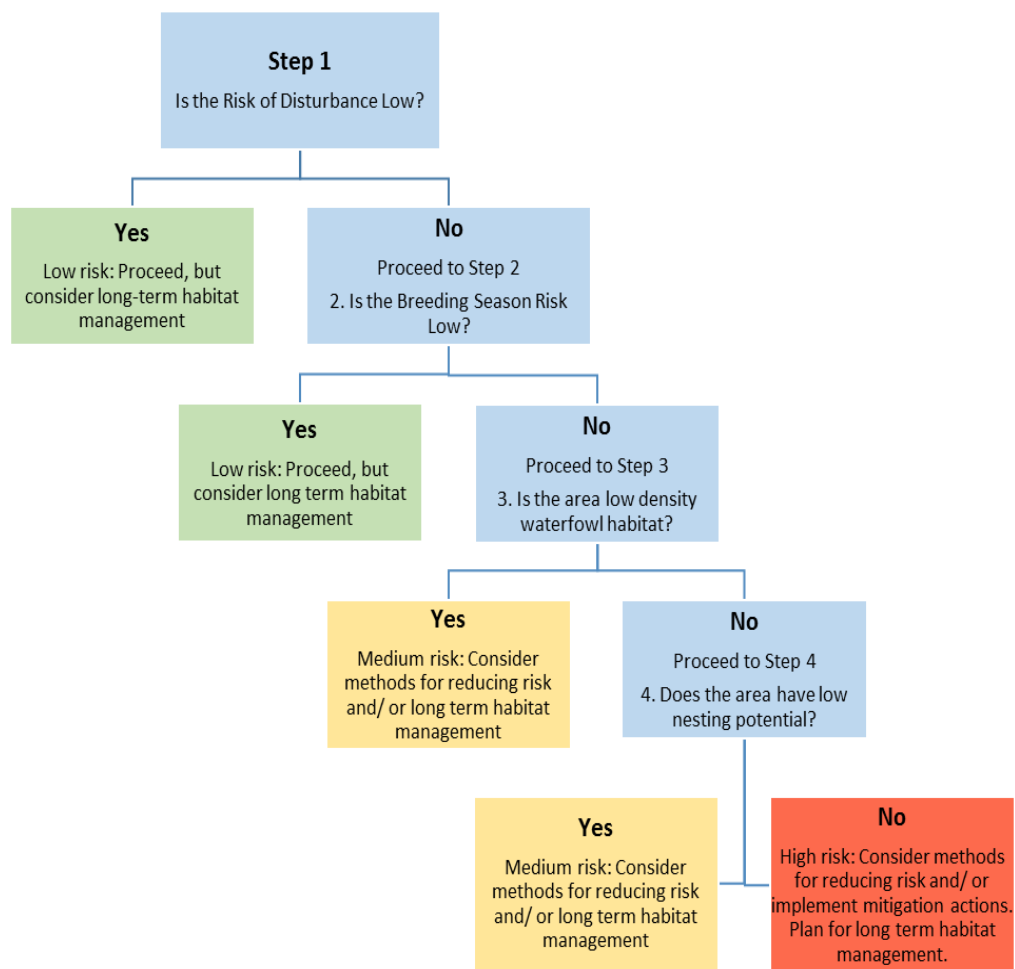 Step 1
Is the Risk of Disturbance Low?
Yes
Low risk: Proceed, but
consider long-term habitat
management
No
Proceed to Step 2
2. Is the Breeding Season Risk
Low?
Yes
Low risk: Proceed, but
consider long term habitat
management
No
Proceed to Step 3
3. Is the area low density
waterfowl habitat?
Yes
Medium risk: Consider
methods for reducing risk
and/ or long term habitat
management
No
Proceed to Step 4
4. Does the area have low
nesting potential?
Yes
Medium risk: Consider
methods for reducing risk
and/ or long term habitat
management
No
High risk: Consider methods
for reducing risk and/ or
implement mitigation actions.
Plan for long term habitat
management.